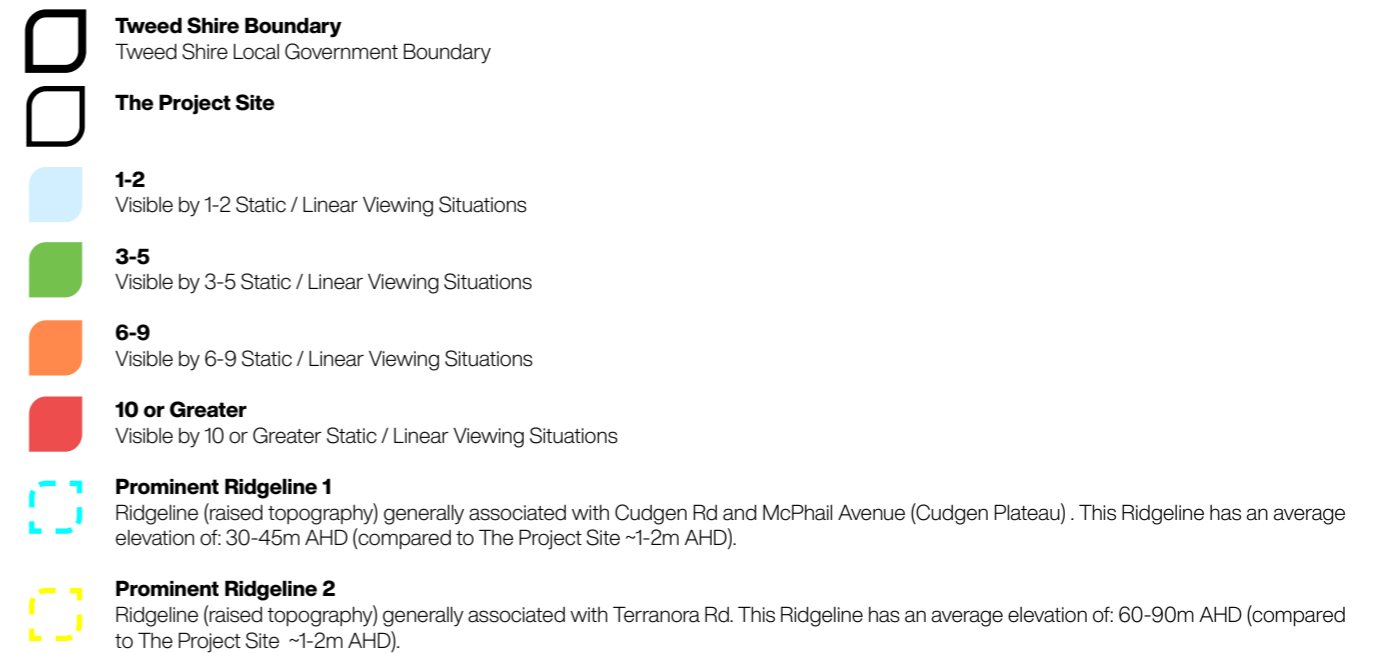 Tweed Shire Boundary
Tweed Shire Local Government Boundary
The Project Site
1-2
Visible by 1-2 Static / Linear Viewing Situations
3-5
Visible by 3-5 Static / Linear Viewing Situations
6-9
Visible by 6-9 Static / Linear Viewing Situations
10 or Greater
Visible by 10 or Greater Static / Linear Viewing Situations
Prominent Ridgeline 1
Ridgeline (raised topography) generally associated with Cudgen Rd and McPhail Avenue (Cudgen Plateau) . This Ridgeline has an average
elevation of: 30-45m AHD (compared to The Project Site ~1-2m AHD).
Prominent Ridgeline 2
Ridgeline (raised topography) generally associated with Terranora Rd. This Ridgeline has an average elevation of: 60-90m AHD (compared
to The Project Site ~1-2m AHD).